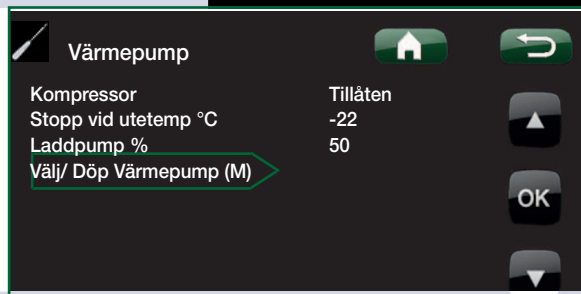 Värmepump
Kompressor Tillåten
Stopp vid utetemp °C -22
Laddpump % 50
Välj/ Döp Värmepump (M)
OK